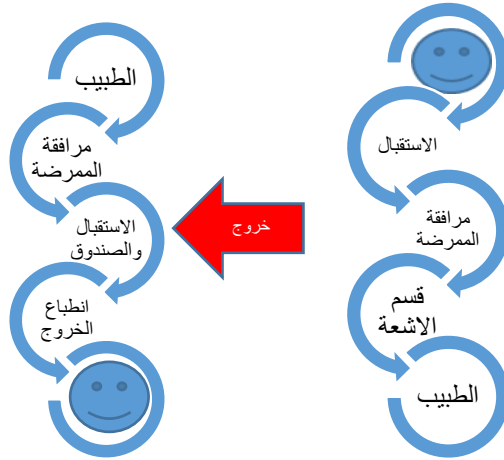 الاستقبال
مرافقة
الممرضة
قسم
الاشعة
الطبيب
خروج
الطبيب
مرافقة
الممرضة
الاستقبال
والصندوق
انطباع
الخروج